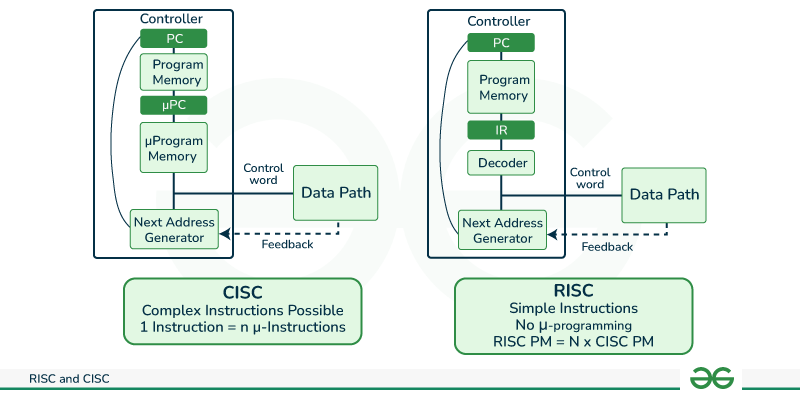 Controller
PC
Program
Memory
µPC
µProgram
Memory
Control
word
Data Path
Next Address
Generator
Feedback
CISC
Complex Instructions Possible
1 Instruction = n µ-Instructions
Controller
PC
Program
Memory
IR
Decoder
Control
word
Data Path
Next Address
Generator
Feedback
RISC
Simple Instructions
No µ-programming
RISC PM = N x CISC PM
RISC and CISC